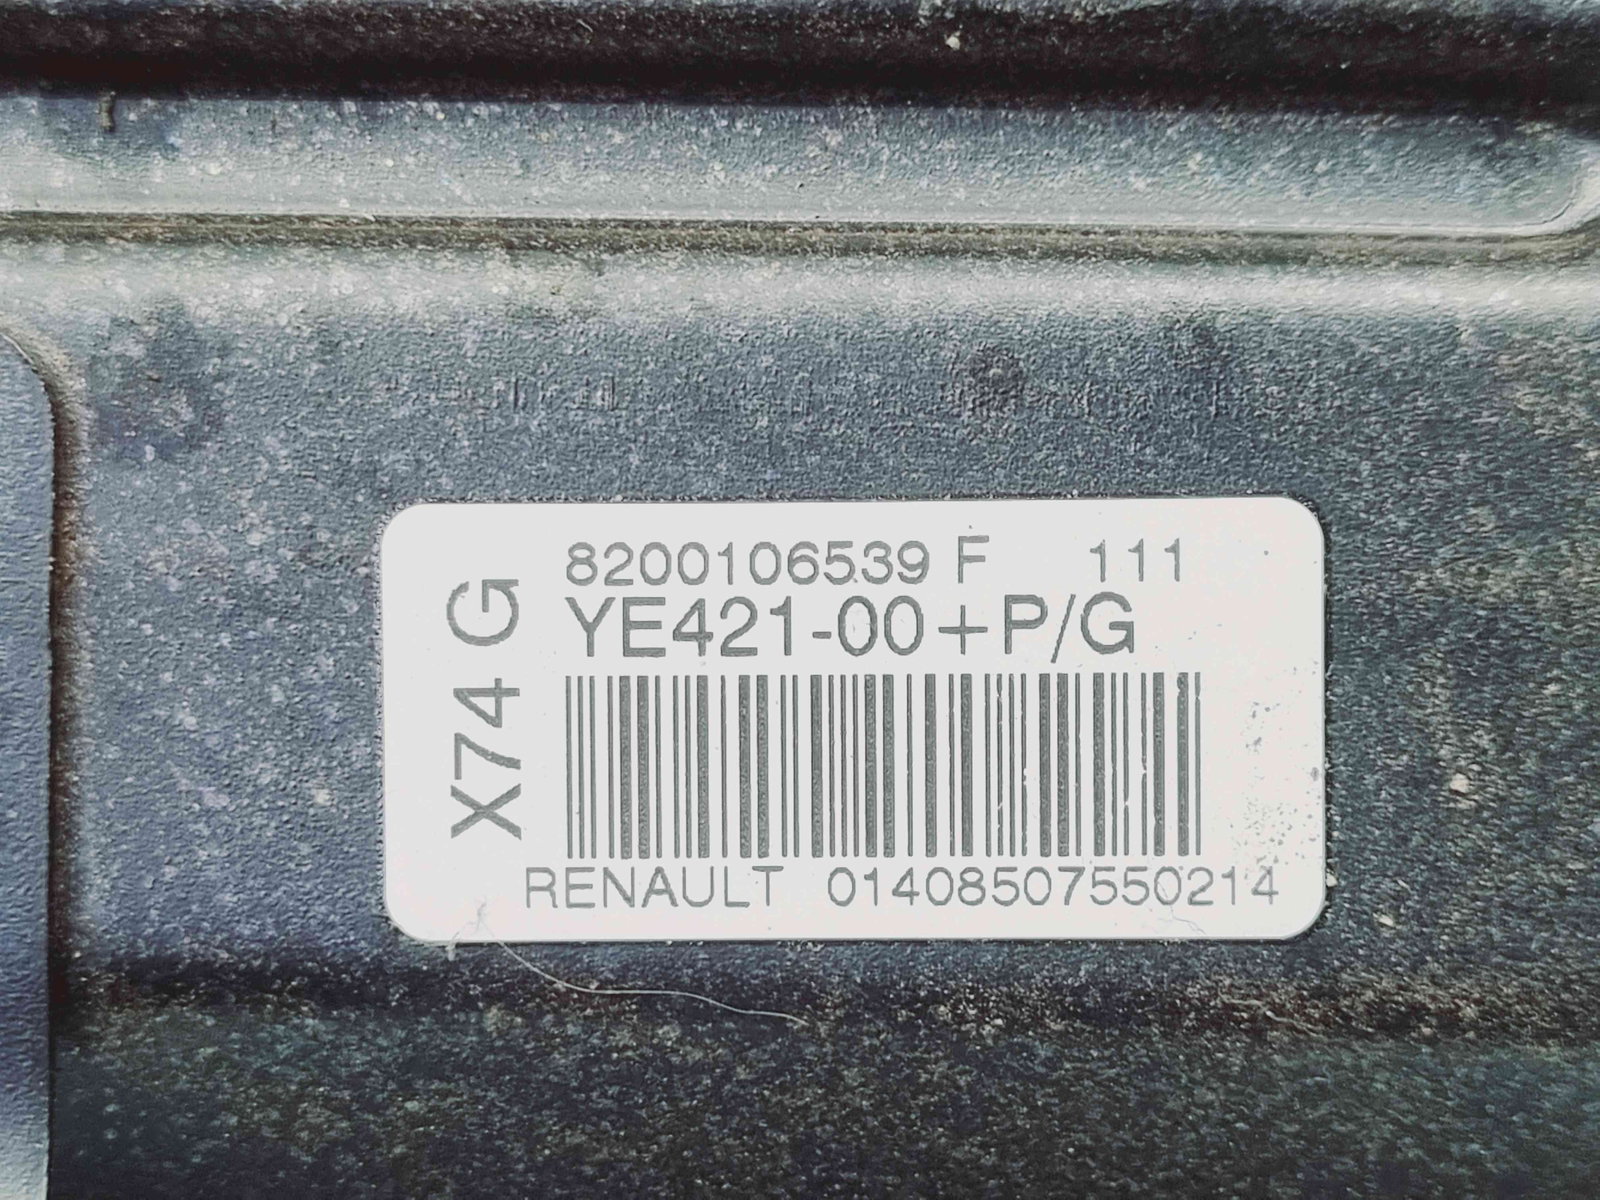 X74 G
8200106539 F 111
YE421-00+P/G
RENAULT 01408507550214